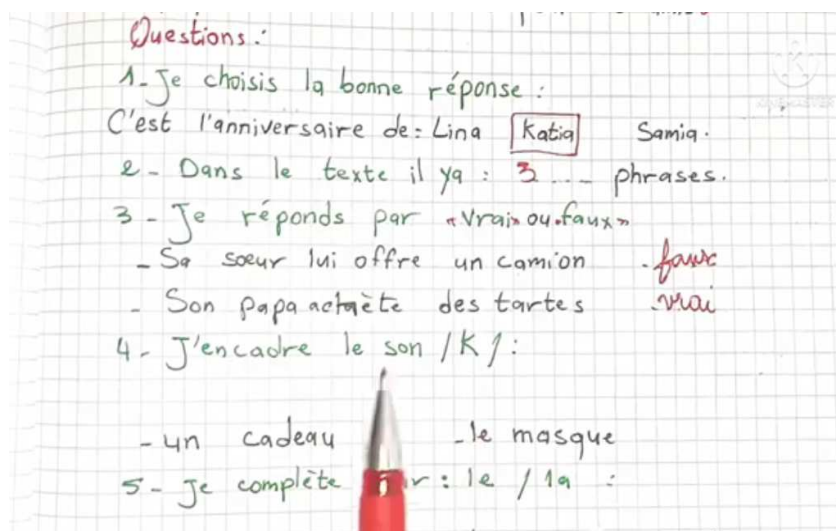 Questions:
1- Je choisis la bonne réponse :
C'est l'anniversaire de: Lina Katia Samia.
2- Dans le texte il ya : 3 ... phrases.
3 - Je réponds par "vrai" ou "faux"
- Sa soeur lui offre un camion - faux
- Son papa achète des tartes - vrai
4- J'encadre le son /K/ :
- un cadeau - le masque
5- Je complète : le / la :